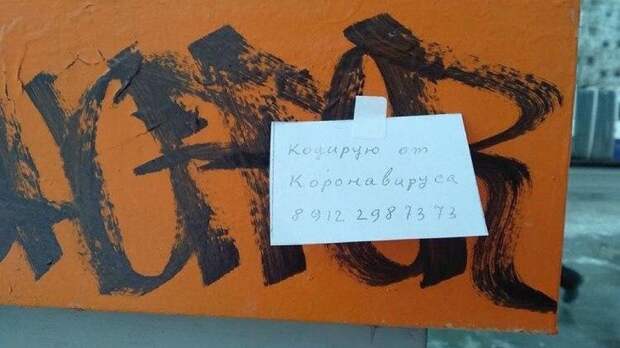 Кодирую от
Коронавируса
8 912 298 73 73